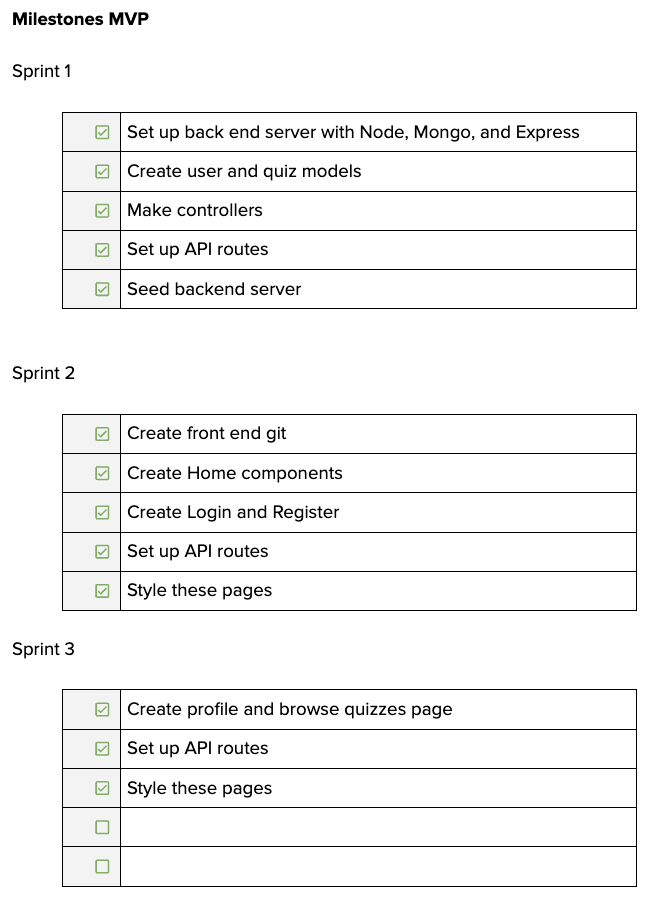 Milestones MVP
Sprint 1
Set up back end server with Node, Mongo, and Express
Create user and quiz models
Make controllers
Set up API routes
Seed backend server
Sprint 2
Create front end git
Create Home components
Create Login and Register
Set up API routes
Style these pages
Sprint 3
Create profile and browse quizzes page
Set up API routes
Style these pages